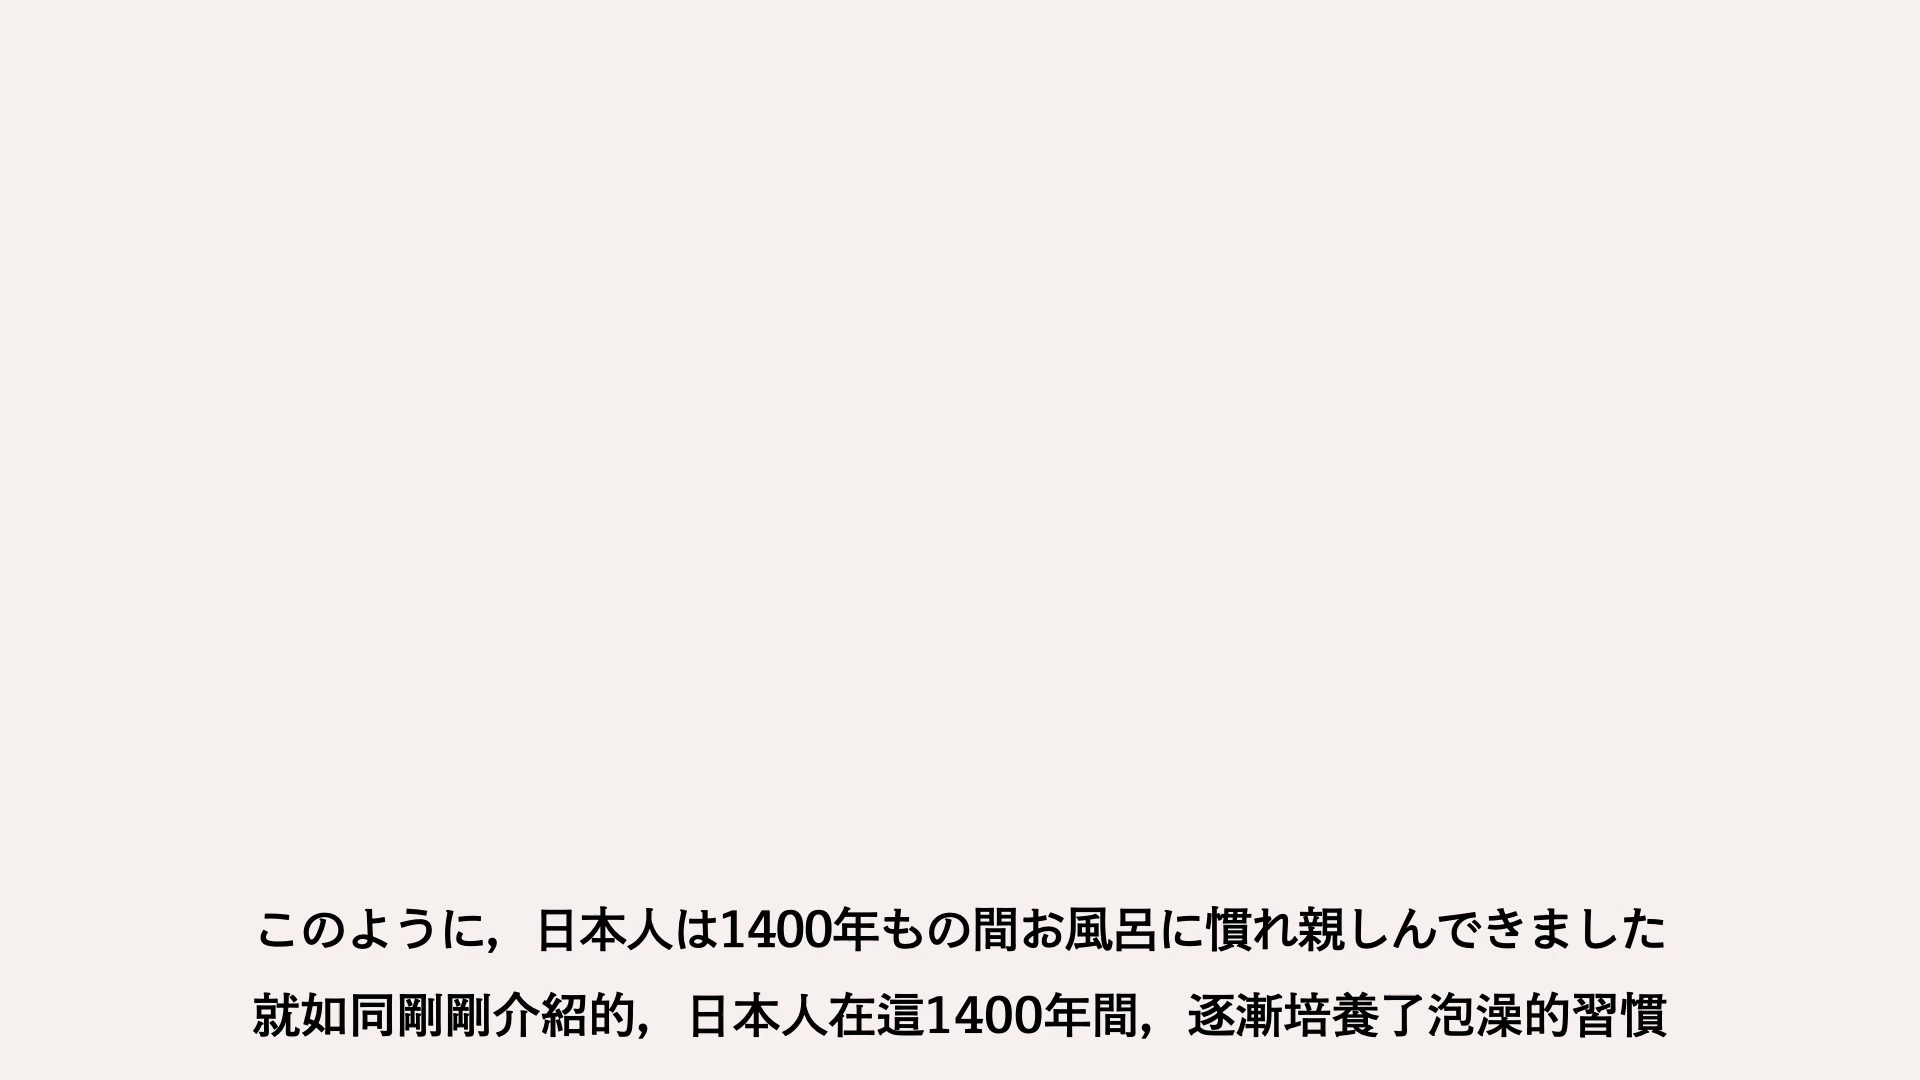 このように，日本人は1400年もの間お風呂に慣れ親しんできました
就如同剛剛介紹的，日本人在這1400年間，逐漸培養了泡澡的習慣